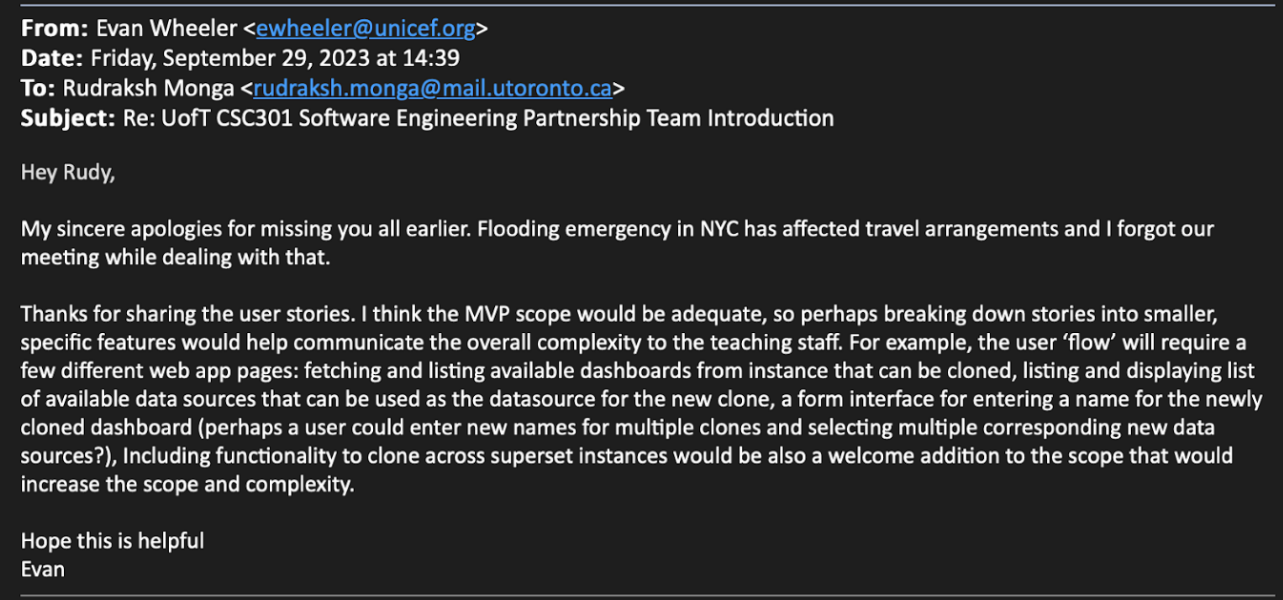 From: Evan Wheeler <ewheeler@unicef.org>
Date: Friday, September 29, 2023 at 14:39
To: Rudraksh Monga <rudraksh.monga@mail.utoronto.ca>
Subject: Re: UofT CSC301 Software Engineering Partnership Team Introduction
Hey Rudy,
My sincere apologies for missing you all earlier. Flooding emergency in NYC has affected travel arrangements and I forgot our
meeting while dealing with that.
Thanks for sharing the user stories. I think the MVP scope would be adequate, so perhaps breaking down stories into smaller,
specific features would help communicate the overall complexity to the teaching staff. For example, the user ‘flow’ will require a
few different web app pages: fetching and listing available dashboards from instance that can be cloned, listing and displaying list
of available data sources that can be used as the datasource for the new clone, a form interface for entering a name for the newly
cloned dashboard (perhaps a user could enter new names for multiple clones and selecting multiple corresponding new data
sources?), Including functionality to clone across superset instances would be also a welcome addition to the scope that would
increase the scope and complexity.
Hope this is helpful
Evan